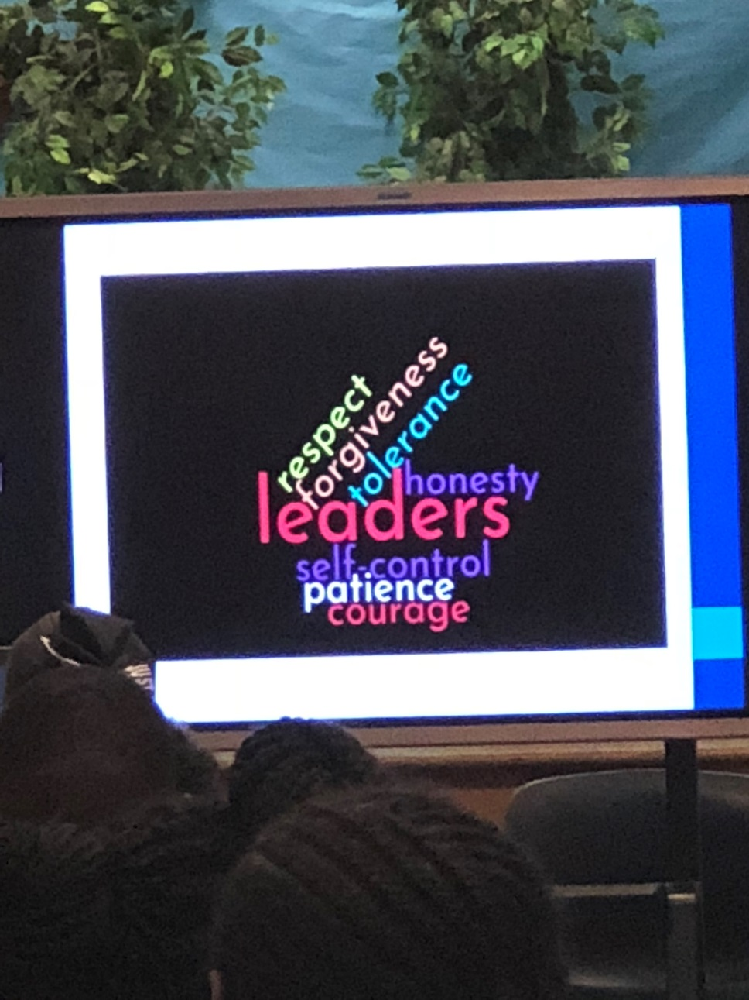 respect
forgiveness
tolerance
honesty
leaders
self-control
patience
courage